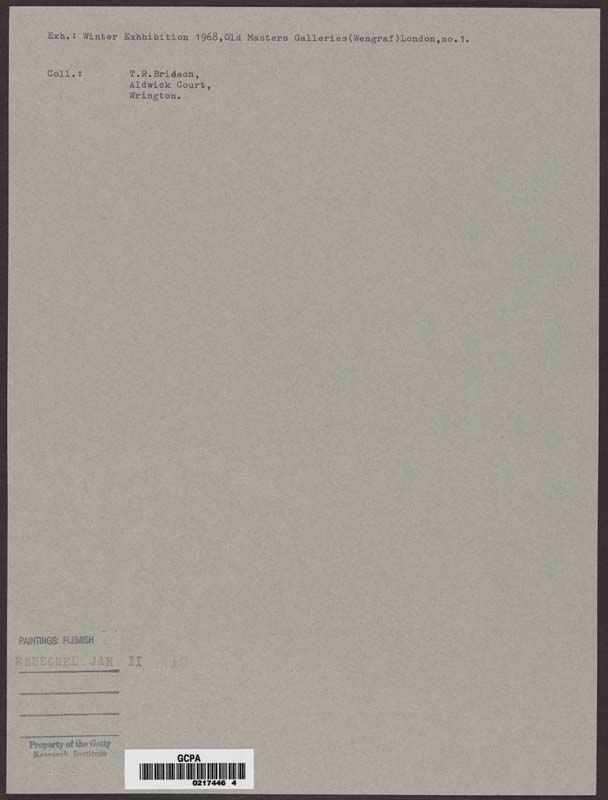 Exh.: Winter Exhhibition 1968,Old Masters Galleries(Wengraf)London,no.1.
Coll.: T.R.Bridson,
Aldwick Court,
Wrington.
PAINTINGS: FLEMISH
BRUEGHEL JAN II
Property of the Getty
Research Institute
GCPA
0217446 4